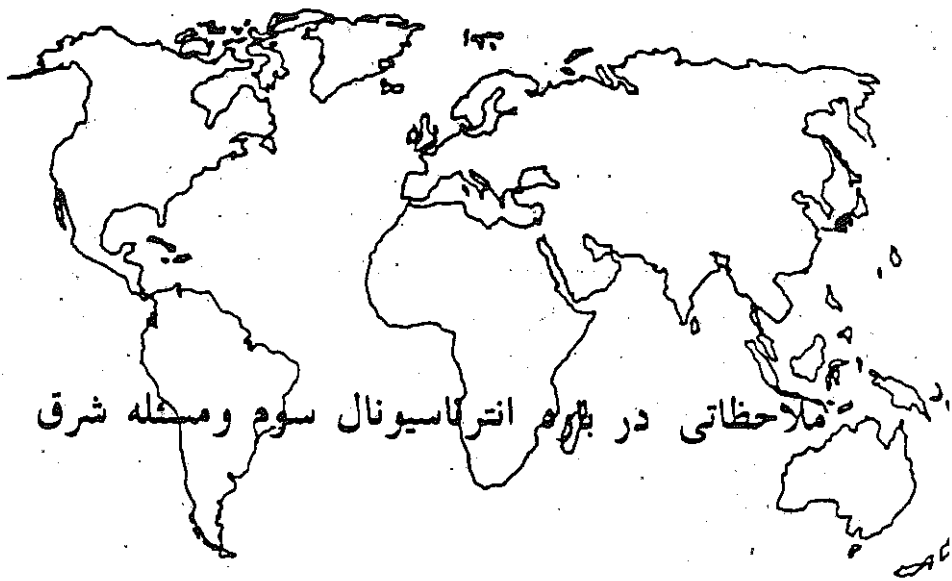 ملاحظاتی در باره انترناسیونال سوم ومسئله شرق